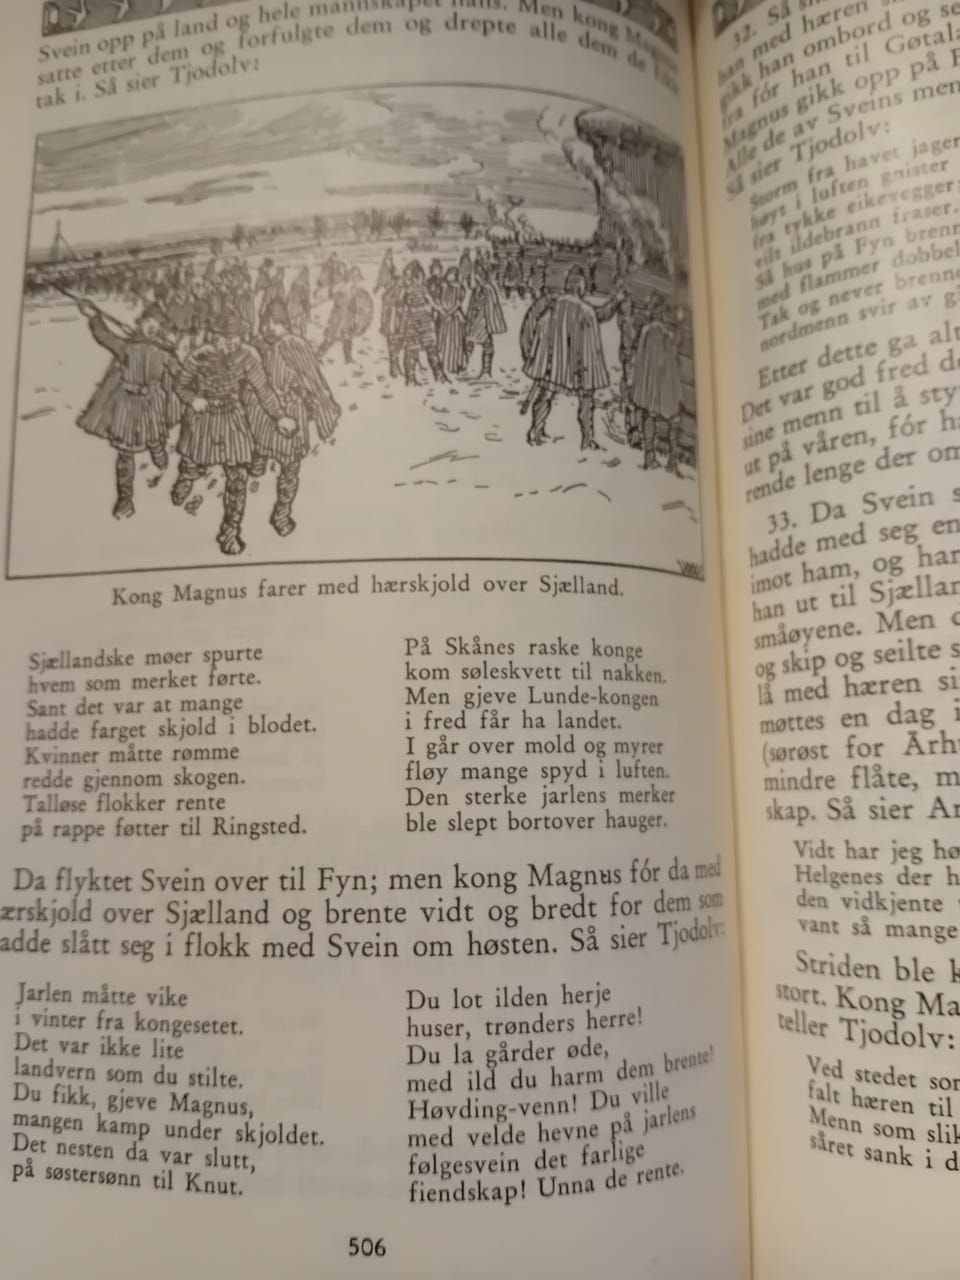 Svein opp på land og hele mannskapet hans. Men kong Magnus
satte etter dem og forfulgte dem og drepte alle dem de fikk
tak i. Så sier Tjodolv:
Kong Magnus farer med hærskjold over Sjælland.
Sjællandske møer spurte
hvem som merket førte.
Sant det var at mange
hadde farget skjold i blodet.
Kvinner måtte rømme
redde gjennom skogen.
Talløse flokker rente
på rappe føtter til Ringsted.
På Skånes raske konge
kom søleskvett til nakken.
Men gjeve Lunde-kongen
i fred får ha landet.
I går over mold og myrer
fløy mange spyd i luften.
Den sterke jarlens merker
ble slept bortover hauger.
Da flyktet Svein over til Fyn; men kong Magnus fór da med
ærskjold over Sjælland og brente vidt og bredt for dem som
adde slått seg i flokk med Svein om høsten. Så sier Tjodolv:
Jarlen måtte vike
i vinter fra kongesetet.
Det var ikke lite
landvern som du stilte.
Du fikk, gjeve Magnus,
mangen kamp under skjoldet.
Det nesten da var slutt,
på søstersønn til Knut.
Du lot ilden herje
huser, trønders herre!
Du la gårder øde,
med ild du harm dem brente!
Høvding-venn! Du ville
med velde hevne på jarlens
følgesvein det farlige
fiendskap! Unna de rente.
506
32. Så
han med hæren
gikk han ombord og se
fra fór han til Gøtal
Magnus gikk opp på F
Alle de av Sveins men
Så sier Tjodolv:
Storm fra havet jager
høyt i luften gnister
fra tykke eikevegger;
vilt ildebrann fraser.
Så hus på Fyn brenn
med flammer dobbel
Tak og never brenne
nordmenn svir av g
Etter dette ga alt
Det var god fred de
sine menn til å sty
ut på våren, fór ha
rende lenge der om
33. Da Svein s
hadde med seg en
imot ham, og han
han ut til Sjællan
småøyene. Men
og skip og seilte s
lå med hæren si
møttes en dag i
(sørøst for Århu
mindre flåte, m
skap. Så sier Ar
Vidt har jeg hø
Helgenes der h
den vidkjente
vant så mange
Striden ble k
stort. Kong Ma
teller Tjodolv:
Ved stedet som
falt hæren til
Menn som slik
såret sank i d